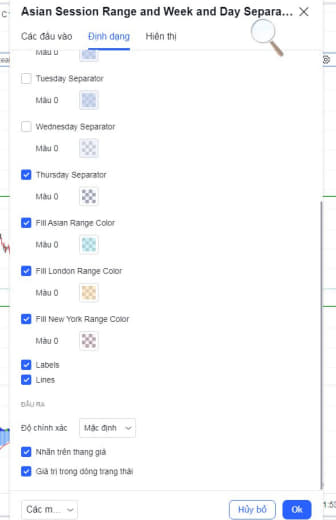 Asian Session Range and Week and Day Separa...
Các đầu vào Định dạng Hiển thị
Màu 0
Tuesday Separator
Màu 0
Wednesday Separator
Màu 0
Thursday Separator
Màu 0
Fill Asian Range Color
Màu 0
Fill London Range Color
Màu 0
Fill New York Range Color
Màu 0
Labels
Lines
ĐẦU RA
Độ chính xác Mặc định
Nhãn trên thang giá
Giá trị trong dòng trạng thái
Các m... Hủy bỏ Ok